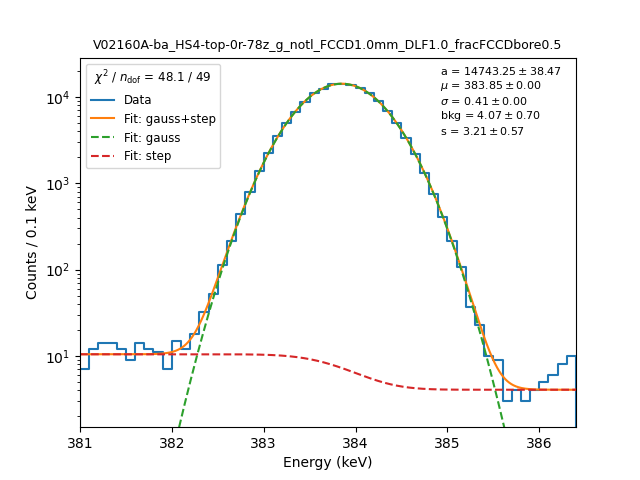 V02160A-ba_HS4-top-0r-78z_g_notl_FCCD1.0mm_DLF1.0_fracFCCDbore0.5
χ² / n_dof = 48.1 / 49
Data
Fit: gauss+step
Fit: gauss
Fit: step
a = 14743.25 ± 38.47
μ = 383.85 ± 0.00
σ = 0.41 ± 0.00
bkg = 4.07 ± 0.70
s = 3.21 ± 0.57
Counts / 0.1 keV
10⁴
10³
10²
10¹
381 382 383 384 385 386
Energy (keV)